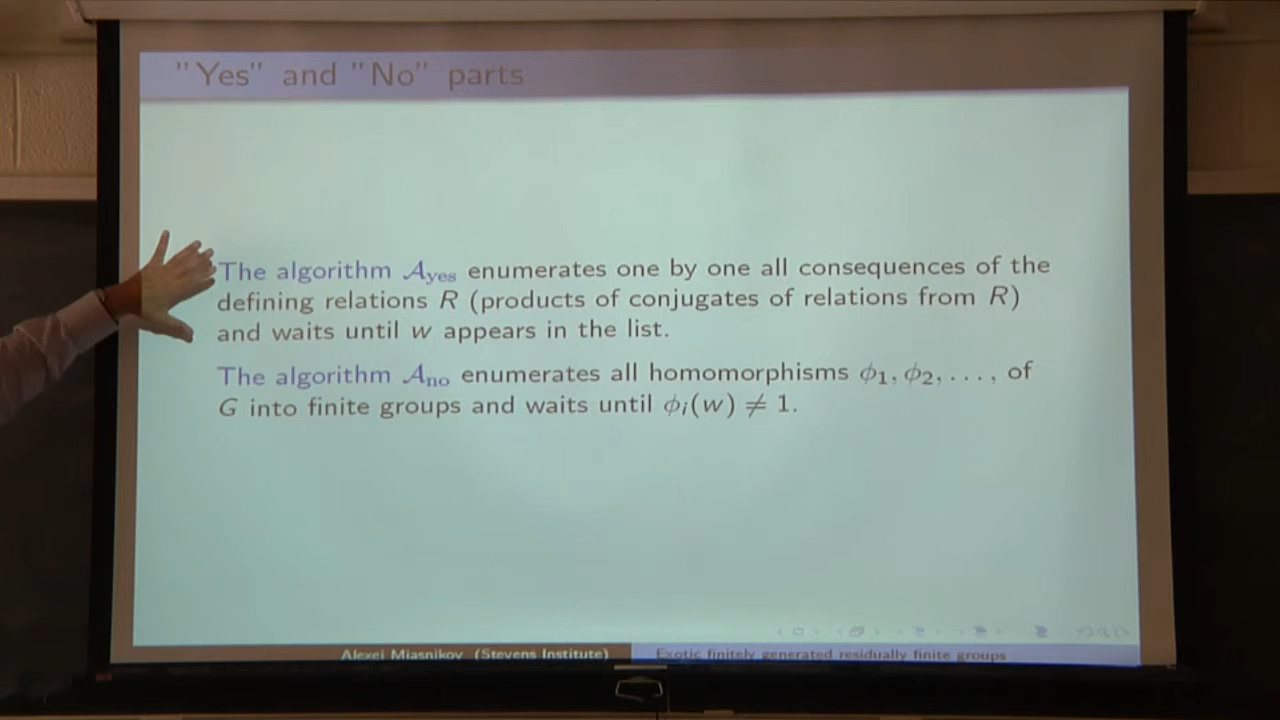 "Yes" and "No" parts
The algorithm 𝒜yes enumerates one by one all consequences of the
defining relations R (products of conjugates of relations from R)
and waits until w appears in the list.
The algorithm 𝒜no enumerates all homomorphisms ϕ1, ϕ2, . . . , of
G into finite groups and waits until ϕi(w) ≠ 1.
Alexei Miasnikov (Stevens Institute) Exotic finitely generated residually finite groups